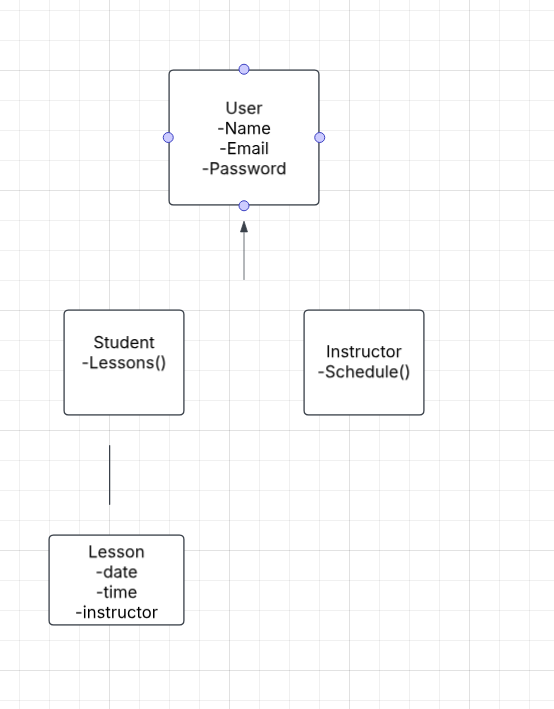 User
-Name
-Email
-Password
Student
-Lessons()
Instructor
-Schedule()
Lesson
-date
-time
-instructor